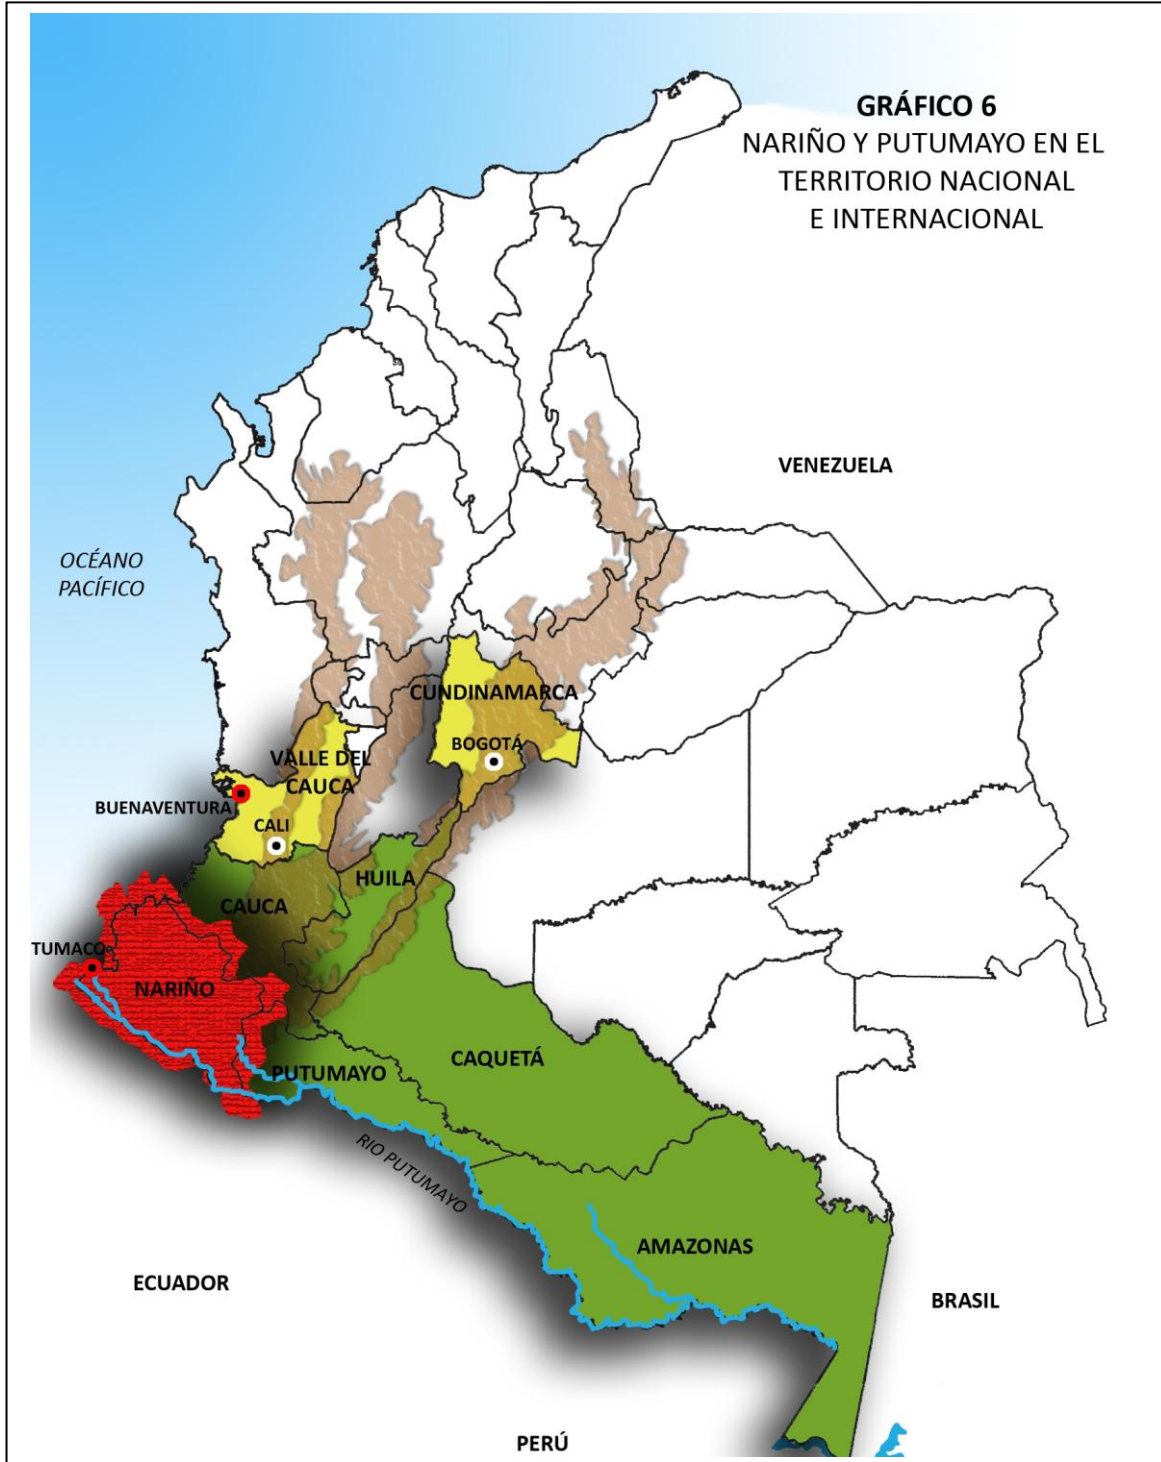 GRÁFICO 6
NARIÑO Y PUTUMAYO EN EL
TERRITORIO NACIONAL
E INTERNACIONAL
VENEZUELA
OCÉANO
PACÍFICO
CUNDINAMARCA
BOGOTÁ
VALLE DEL
CAUCA
BUENAVENTURA
CALI
HUILA
CAUCA
TUMACO
NARIÑO
CAQUETÁ
PUTUMAYO
RIO PUTUMAYO
AMAZONAS
ECUADOR
BRASIL
PERÚ